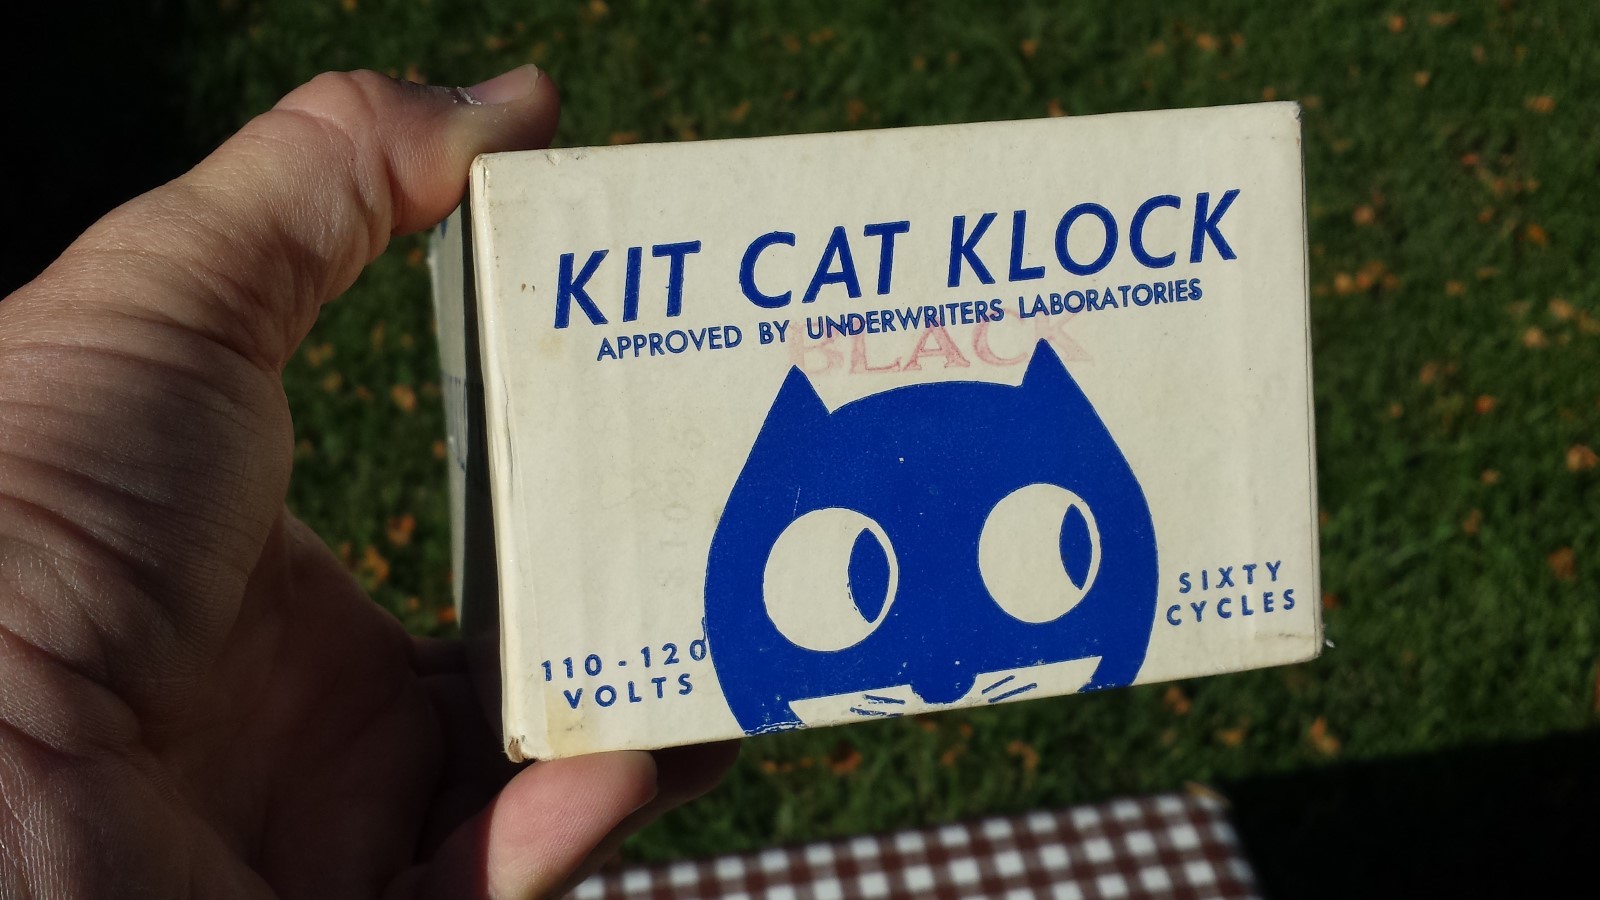 KIT CAT KLOCK
APPROVED BY UNDERWRITERS LABORATORIES
BLACK
110-120
VOLTS
SIXTY
CYCLES